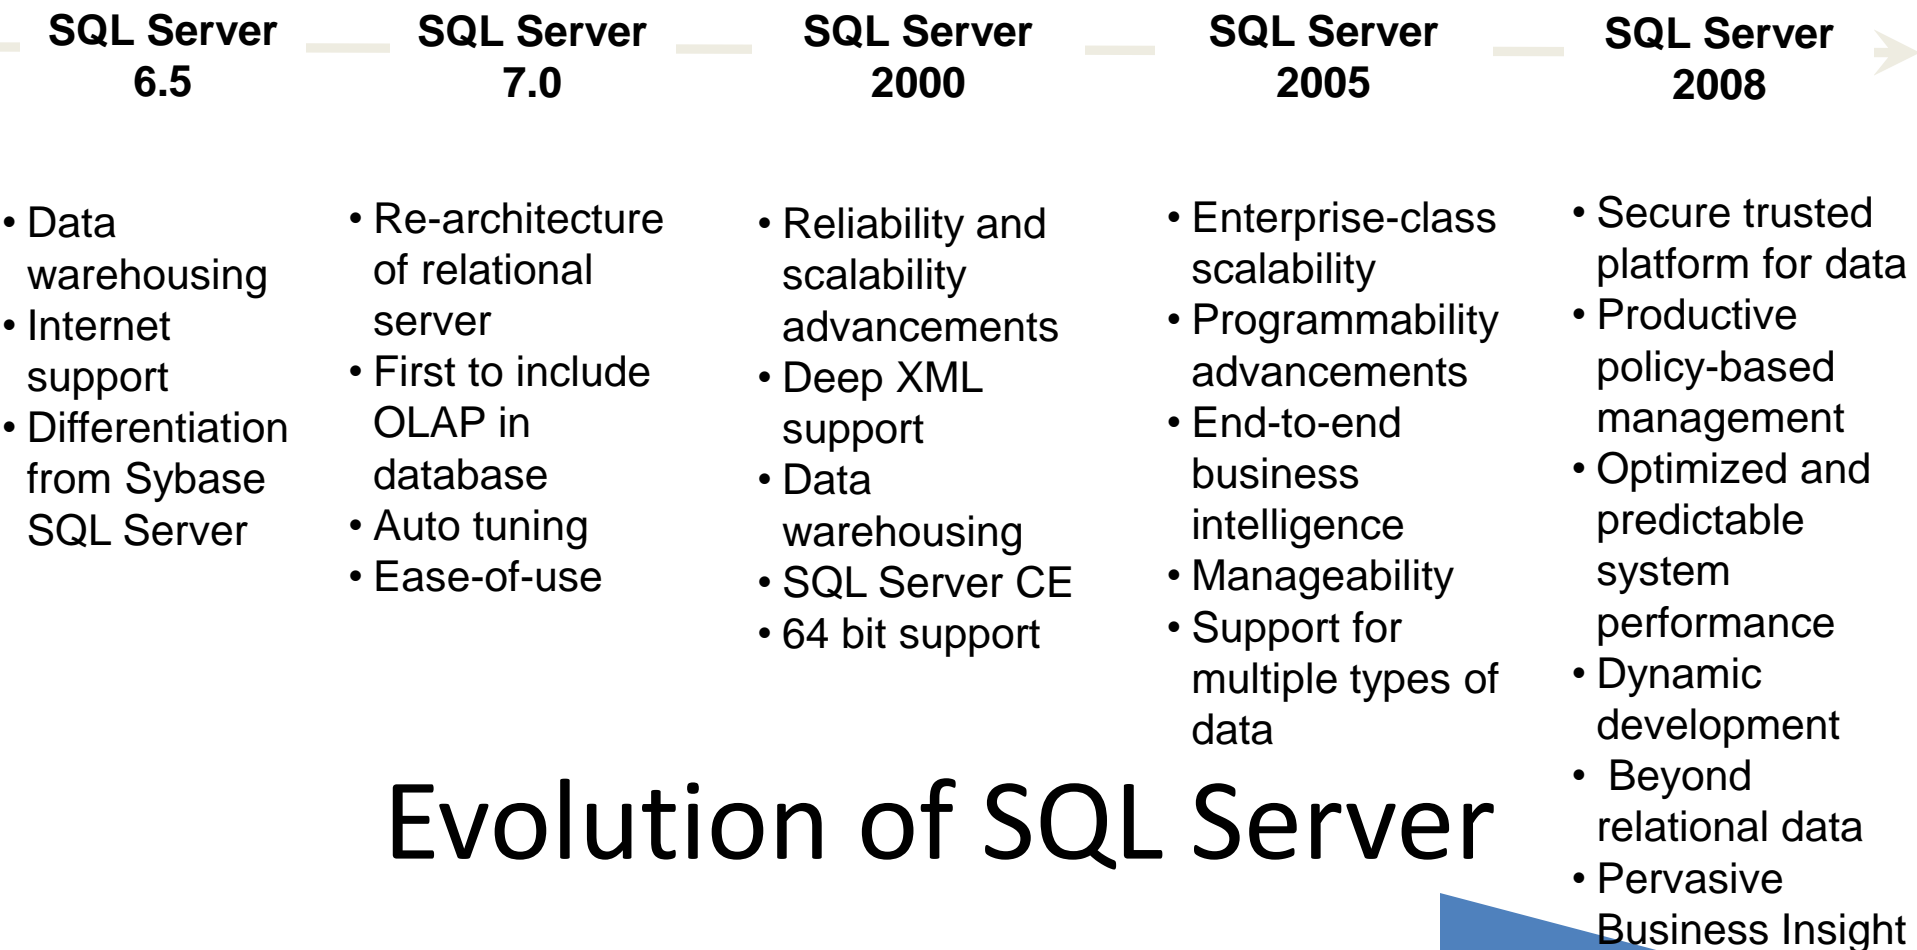 SQL Server
6.5
SQL Server
7.0
SQL Server
2000
SQL Server
2005
SQL Server
2008
• Data
warehousing
• Internet
support
• Differentiation
from Sybase
SQL Server
• Re-architecture
of relational
server
• First to include
OLAP in
database
• Auto tuning
• Ease-of-use
• Reliability and
scalability
advancements
• Deep XML
support
• Data
warehousing
• SQL Server CE
• 64 bit support
• Enterprise-class
scalability
• Programmability
advancements
• End-to-end
business
intelligence
• Manageability
• Support for
multiple types of
data
• Secure trusted
platform for data
• Productive
policy-based
management
• Optimized and
predictable
system
performance
• Dynamic
development
• Beyond
relational data
• Pervasive
Business Insight
Evolution of SQL Server